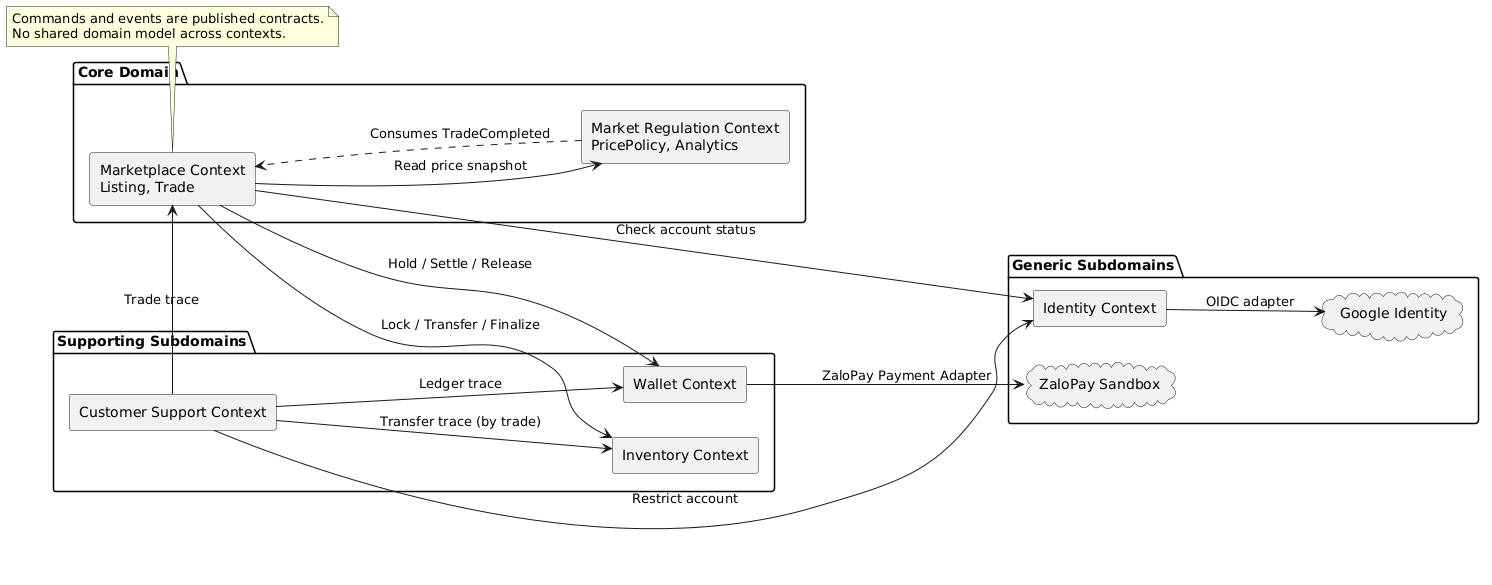 Commands and events are published contracts.
No shared domain model across contexts.
Core Domain
Consumes TradeCompleted
Market Regulation Context
PricePolicy, Analytics
Read price snapshot
Marketplace Context
Listing, Trade
Check account status
Hold / Settle / Release
Generic Subdomains
Identity Context
OIDC adapter
Google Identity
Trade trace
Lock / Transfer / Finalize
Supporting Subdomains
ZaloPay Payment Adapter
ZaloPay Sandbox
Ledger trace
Wallet Context
Customer Support Context
Transfer trace (by trade)
Inventory Context
Restrict account